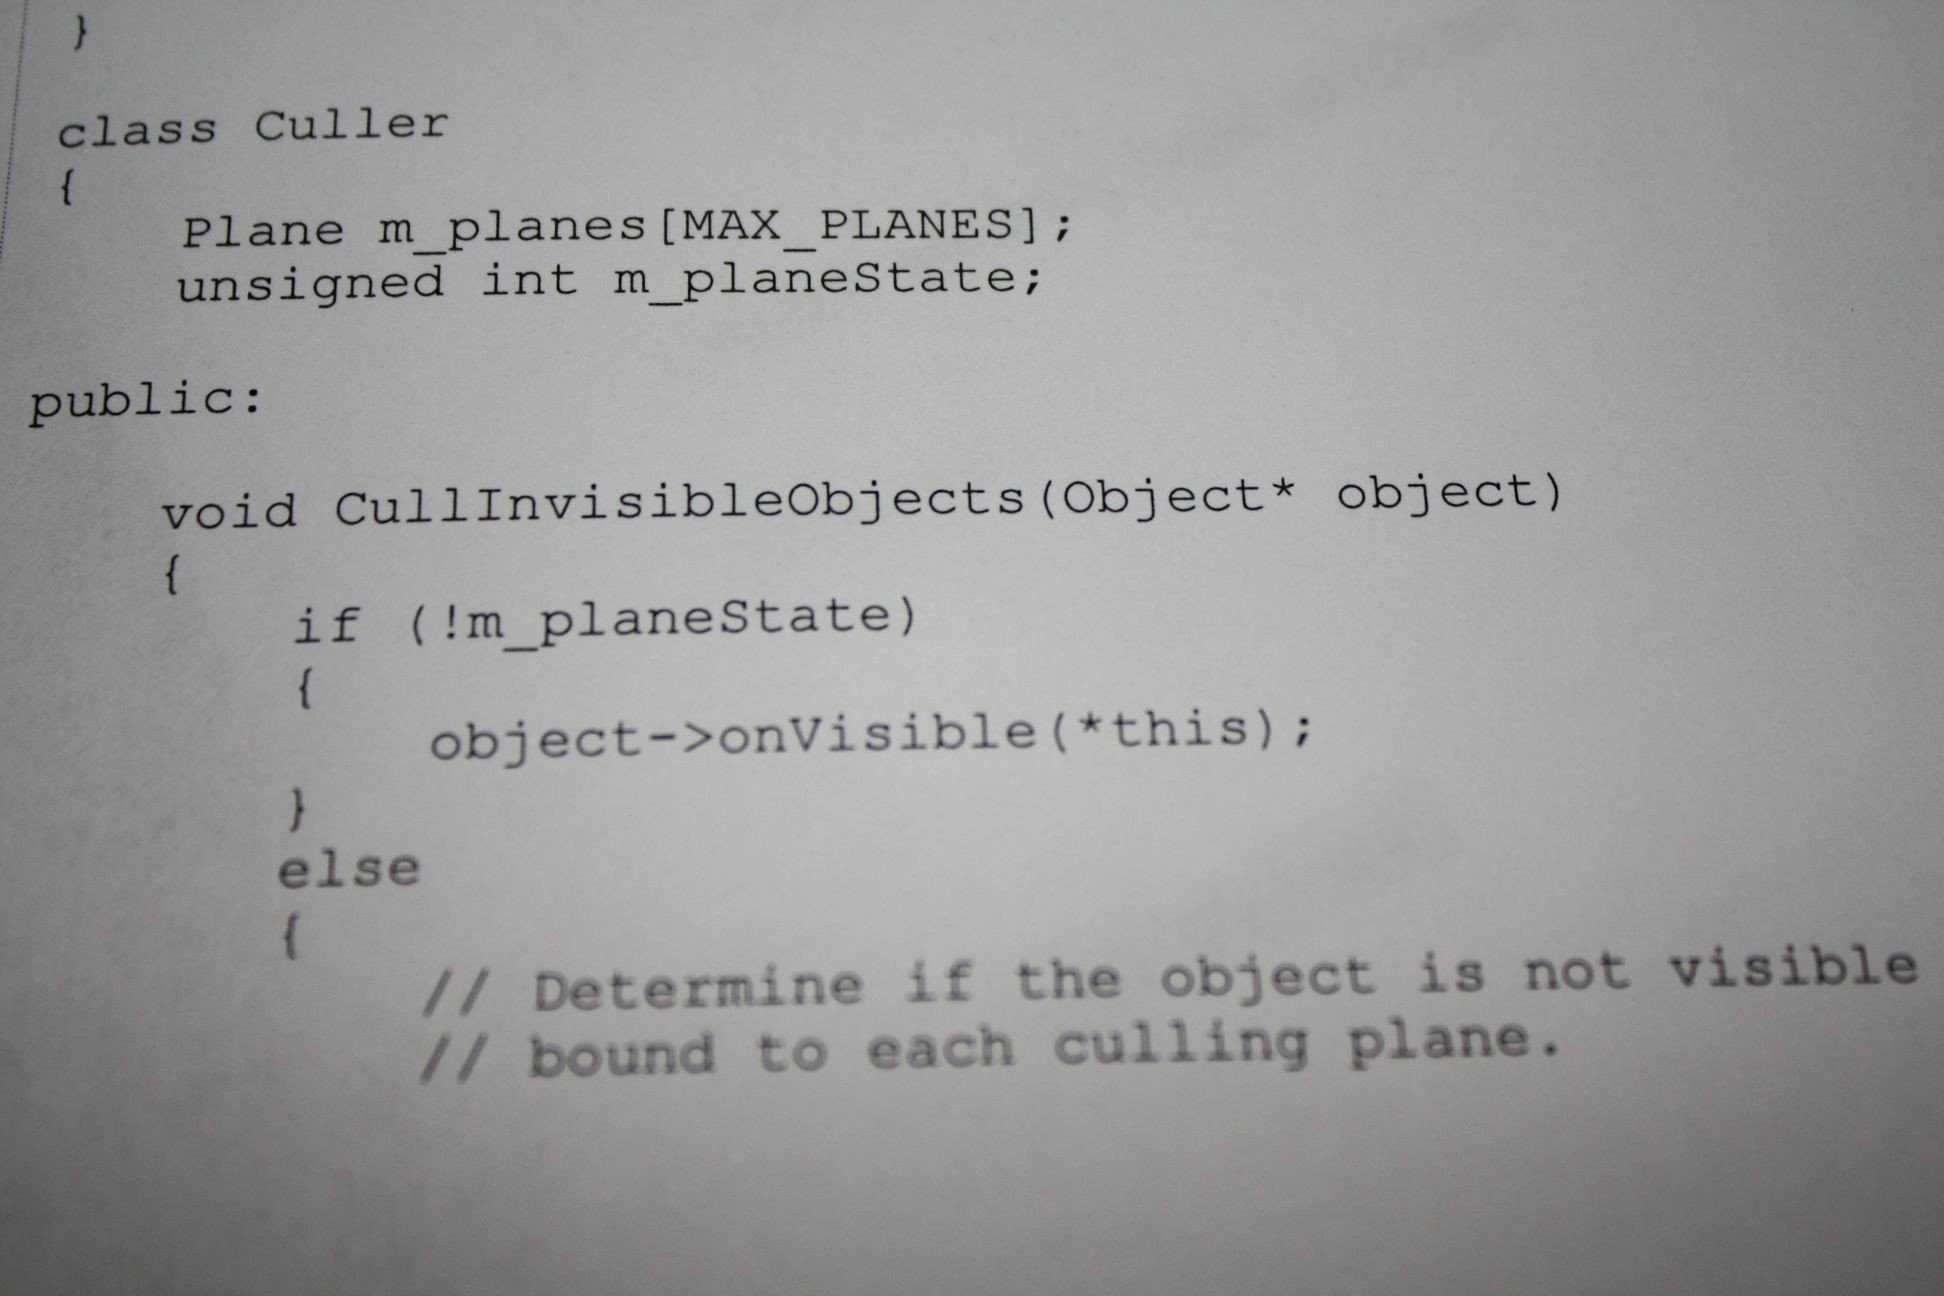 }
class Culler
{
Plane m_planes[MAX_PLANES];
unsigned int m_planeState;
public:
void CullInvisibleObjects(Object* object)
{
if (!m_planeState)
{
object->onVisible(*this);
}
else
{
// Determine if the object is not visible
// bound to each culling plane.